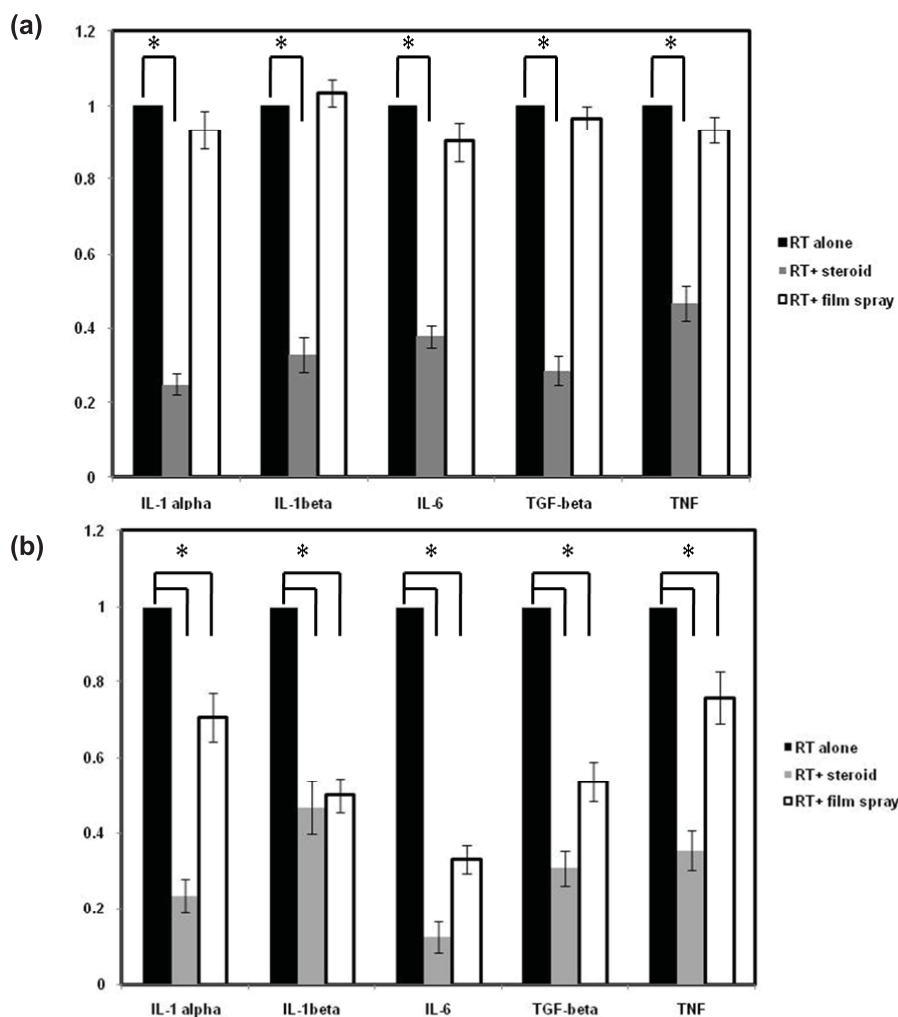 (a)
1.2
1
0.8
0.6
0.4
0.2
0
* * * * *
IL-1 alpha IL-1beta IL-6 TGF-beta TNF
RT alone
RT+ steroid
RT+ film spray
(b)
1.2
1
0.8
0.6
0.4
0.2
0
* * * * *
IL-1 alpha IL-1beta IL-6 TGF-beta TNF
RT alone
RT+ steroid
RT+ film spray